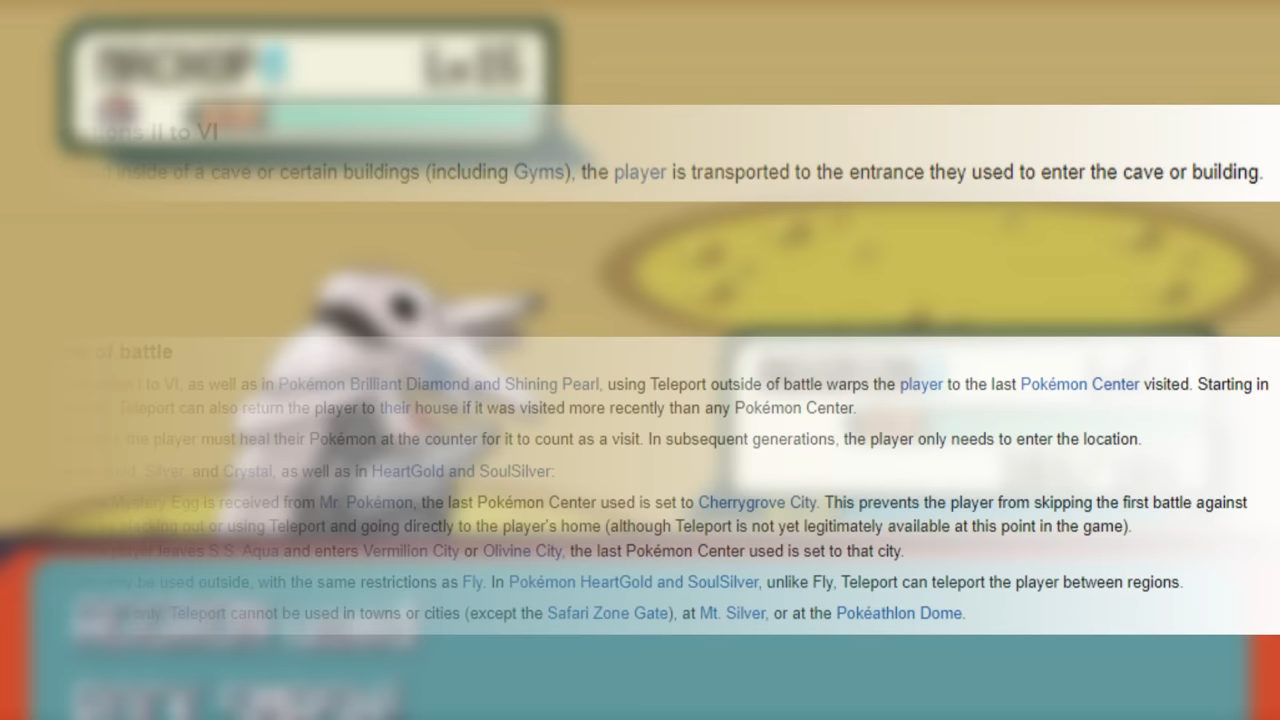 Lv15
ons II to VI
inside of a cave or certain buildings (including Gyms), the player is transported to the entrance they used to enter the cave or building.
of battle
I to VI, as well as in Pokémon Brilliant Diamond and Shining Pearl, using Teleport outside of battle warps the player to the last Pokémon Center visited. Starting in
Teleport can also return the player to their house if it was visited more recently than any Pokémon Center.
the player must heal their Pokémon at the counter for it to count as a visit. In subsequent generations, the player only needs to enter the location.
Silver, and Crystal, as well as in HeartGold and SoulSilver:
Mystery Egg is received from Mr. Pokémon, the last Pokémon Center used is set to Cherrygrove City. This prevents the player from skipping the first battle against
out or using Teleport and going directly to the player's home (although Teleport is not yet legitimately available at this point in the game).
leaves S.S. Aqua and enters Vermilion City or Olivine City, the last Pokémon Center used is set to that city.
be used outside, with the same restrictions as Fly. In Pokémon HeartGold and SoulSilver, unlike Fly, Teleport can teleport the player between regions.
only, Teleport cannot be used in towns or cities (except the Safari Zone Gate), at Mt. Silver, or at the Pokéathlon Dome.